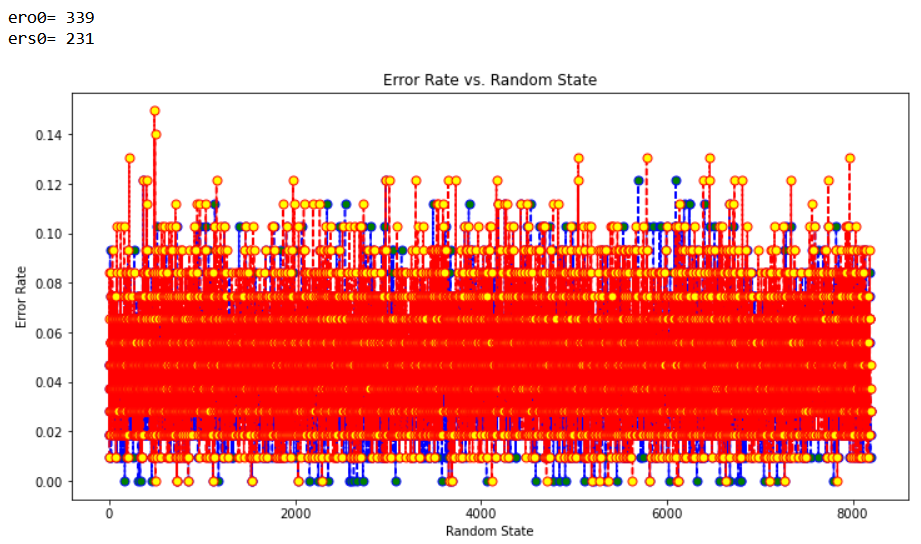 ero0= 339
ers0= 231
Error Rate vs. Random State
0.14
0.12
0.10
0.08
0.06
0.04
0.02
0.00
Error Rate
0 2000 4000 6000 8000
Random State